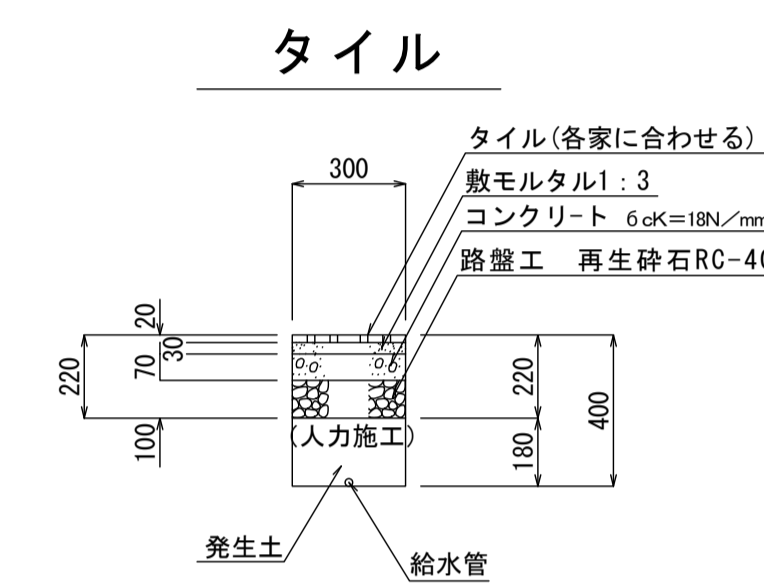 タイル
タイル(各家に合わせる)
300
敷モルタル1:3
コンクリート бcK=18N/mm
路盤工 再生砕石RC-40
20
30
70
220
100
220
180
400
(人力施工)
発生土
給水管